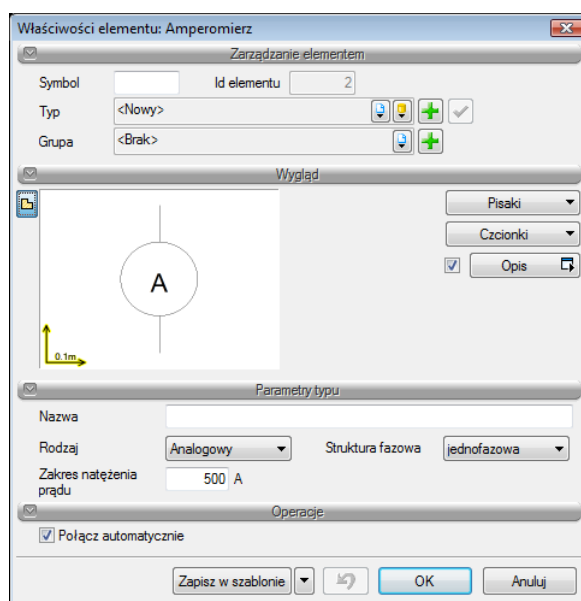 Właściwości elementu: Amperomierz
Zarządzanie elementem
Symbol Id elementu 2
Typ <Nowy>
Grupa <Brak>
Wygląd
Pisaki
Czcionki
Opis
A
0.1m
Parametry typu
Nazwa
Rodzaj Analogowy Struktura fazowa jednofazowa
Zakres natężenia
prądu 500 A
Operacje
Połącz automatycznie
Zapisz w szablonie OK Anuluj